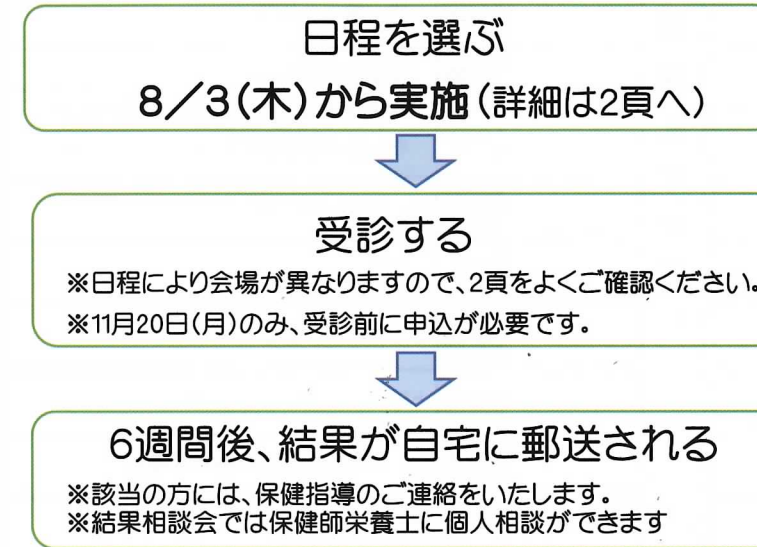 日程を選ぶ
8／3(木)から実施(詳細は2頁へ)
受診する
※日程により会場が異なりますので、2頁をよくご確認ください。
※11月20日(月)のみ、受診前に申込が必要です。
6週間後、結果が自宅に郵送される
※該当の方には、保健指導のご連絡をいたします。
※結果相談会では保健師栄養士に個人相談ができます